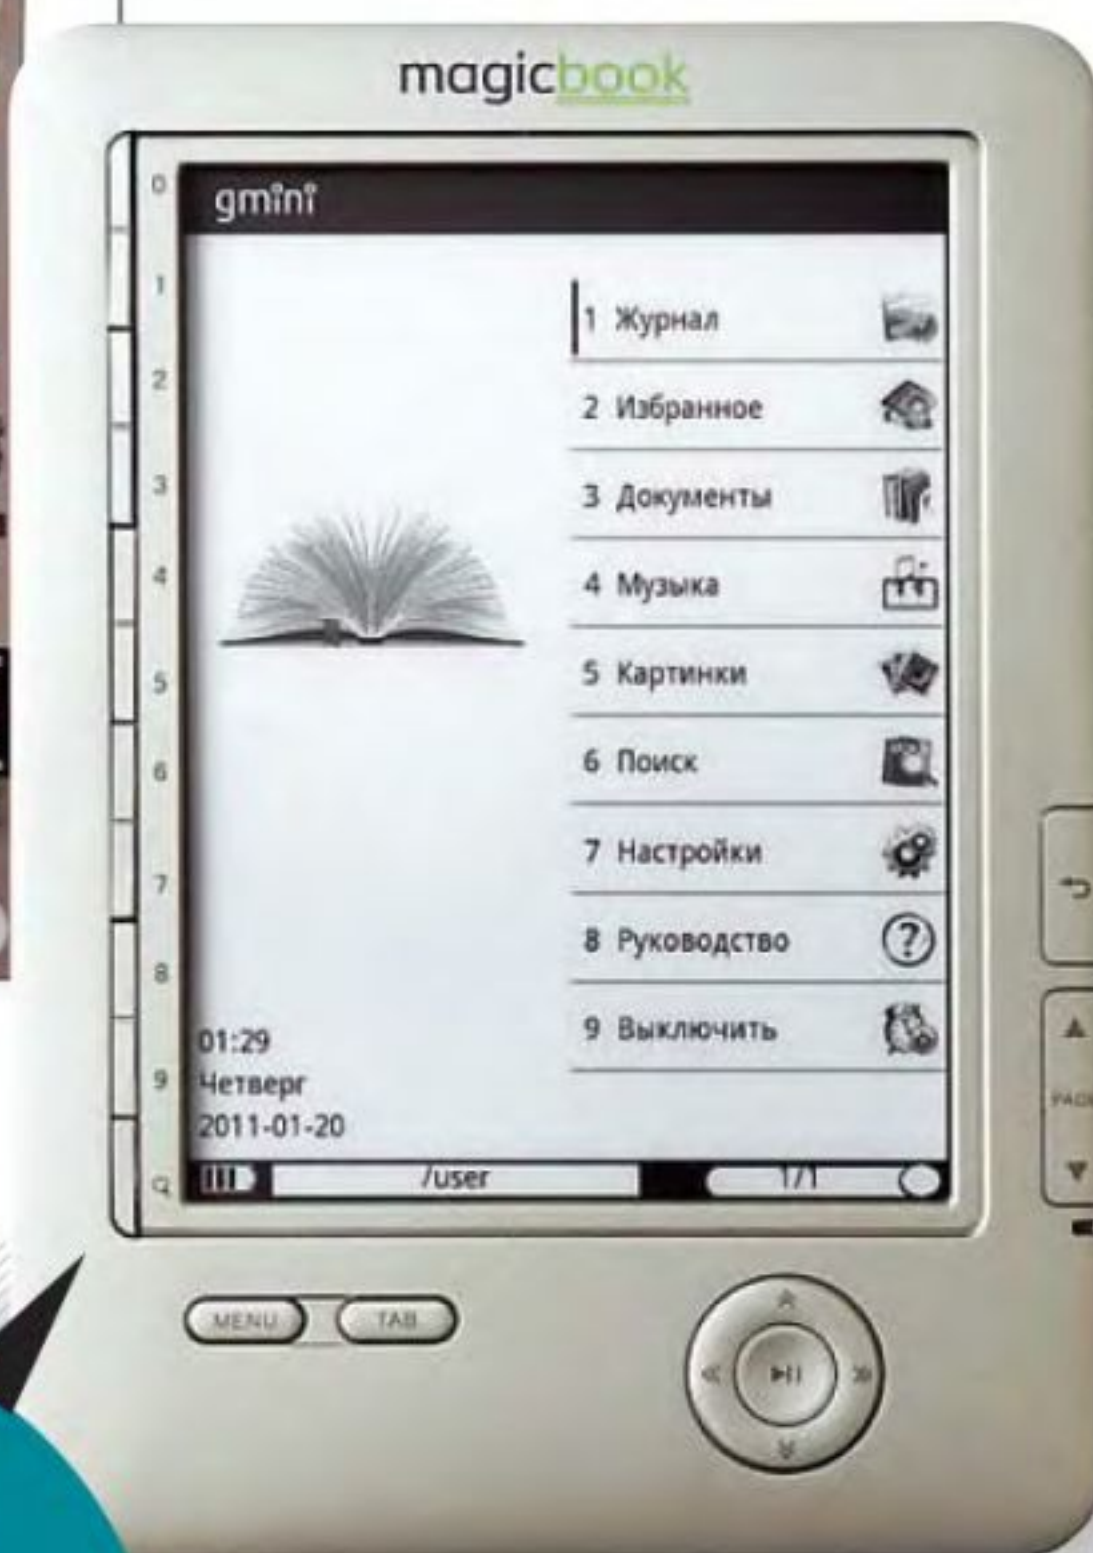 magicbook
0
gmini
1
1 Журнал
2
2 Избранное
3
3 Документы
4
4 Музыка
5
5 Картинки
6
6 Поиск
7
7 Настройки
8
8 Руководство
9 Выключить
01:29
9
Четверг
2011-01-20
/user
1/1
PAGE
MENU
TAB